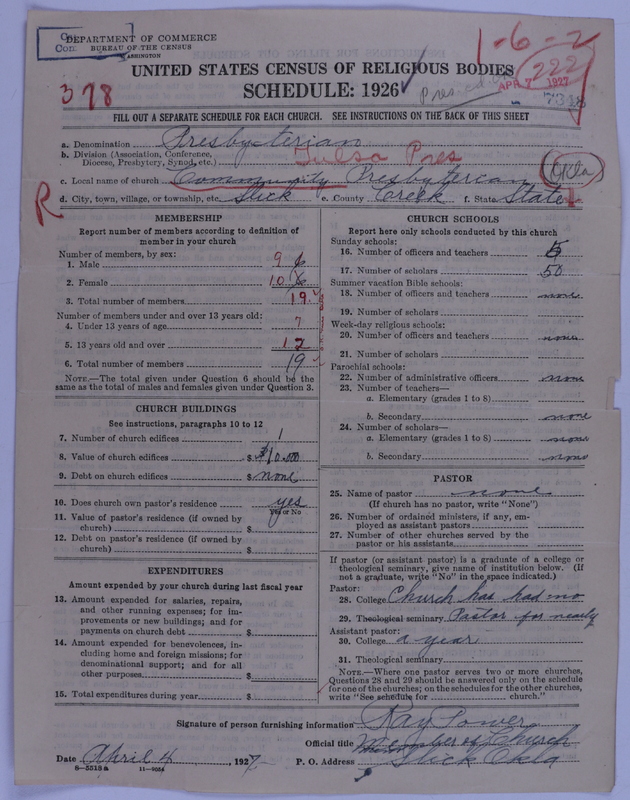 DEPARTMENT OF COMMERCE
BUREAU OF THE CENSUS
WASHINGTON
Con.
1-6-2
222
APR 7 1927
7318
378
UNITED STATES CENSUS OF RELIGIOUS BODIES
SCHEDULE: 1926
FILL OUT A SEPARATE SCHEDULE FOR EACH CHURCH. SEE INSTRUCTIONS ON THE BACK OF THIS SHEET
a. Denomination Presbyterian
b. Division (Association, Conference, Diocese, Presbytery, Synod, etc.) Tulsa Pres
c. Local name of church Community Presbyterian
Okla
R
d. City, town, village, or township, etc. Slick e. County Creek f. State State
MEMBERSHIP
Report number of members according to definition of
member in your church
Number of members, by sex:
1. Male 9
2. Female 10
3. Total number of members 19
Number of members under and over 13 years old:
4. Under 13 years of age 7
5. 13 years old and over 12
6. Total number of members 19
NOTE.—The total given under Question 6 should be the
same as the total of males and females given under Question 3.
CHURCH BUILDINGS
See instructions, paragraphs 10 to 12
7. Number of church edifices 1
8. Value of church edifices $ $10.000
9. Debt on church edifices $ none
10. Does church own pastor's residence yes
Yes or No
11. Value of pastor's residence (if owned by
church) $
12. Debt on pastor's residence (if owned by
church) $
EXPENDITURES
Amount expended by your church during last fiscal year
13. Amount expended for salaries, repairs,
and other running expenses; for im-
provements or new buildings; and for
payments on church debt $
14. Amount expended for benevolences, in-
cluding home and foreign missions; for
denominational support; and for all
other purposes $
15. Total expenditures during year $
CHURCH SCHOOLS
Report here only schools conducted by this church
Sunday schools:
16. Number of officers and teachers 5
17. Number of scholars 50
Summer vacation Bible schools:
18. Number of officers and teachers none
19. Number of scholars
Week-day religious schools:
20. Number of officers and teachers none
21. Number of scholars
Parochial schools:
22. Number of administrative officers none
23. Number of teachers—
a. Elementary (grades 1 to 8)
b. Secondary none
24. Number of scholars—
a. Elementary (grades 1 to 8) none
b. Secondary none
PASTOR
25. Name of pastor none
(If church has no pastor, write "None")
26. Number of ordained ministers, if any, em-
ployed as assistant pastors
27. Number of other churches served by the
pastor or his assistants
If pastor (or assistant pastor) is a graduate of a college or
theological seminary, give name of institution below. (If
not a graduate, write "No" in the space indicated.)
Pastor:
28. College Church has had no
29. Theological seminary Pastor for nearly
Assistant pastor:
30. College a year
31. Theological seminary
NOTE.—Where one pastor serves two or more churches,
Questions 28 and 29 should be answered only on the schedule
for one of the churches; on the schedules for the other churches,
write "See schedule for church."
Signature of person furnishing information Ray Power
Official title Member of Church
Date April 4, 1927 P. O. Address Slick Okla
8-5518a 11-9054